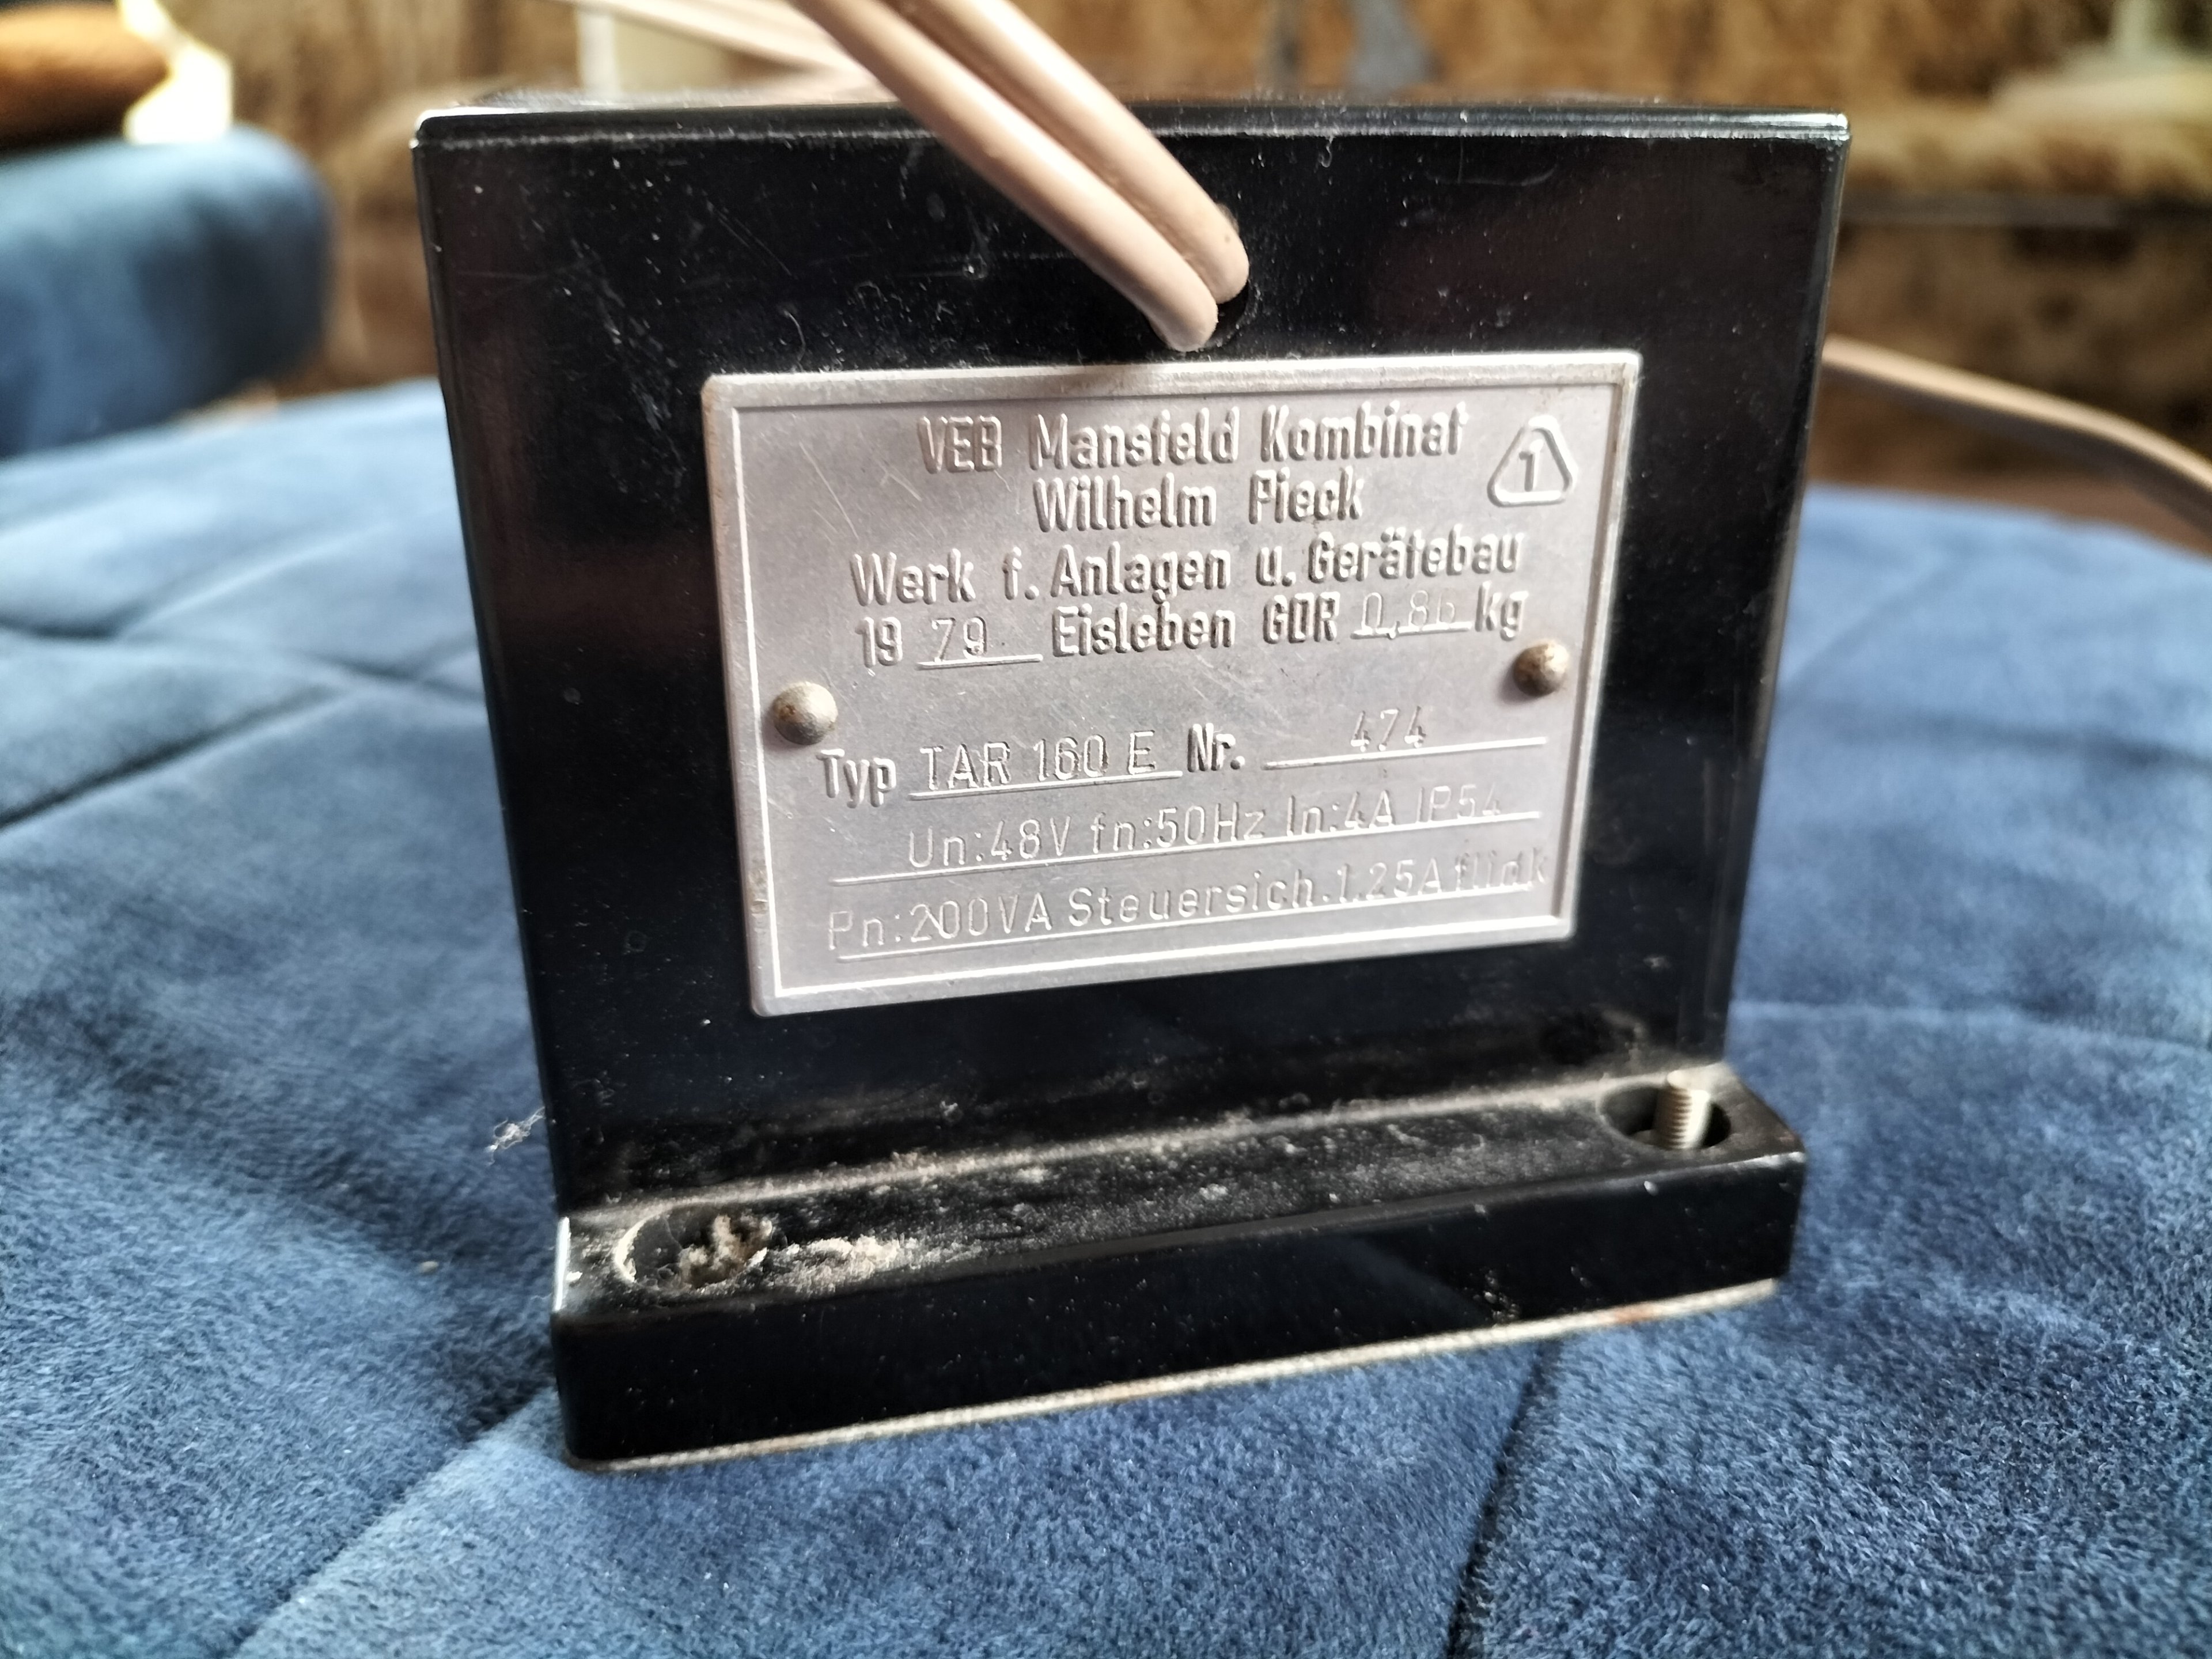 VEB Mansfeld Kombinat
1
Wilhelm Pieck
Werk f. Anlagen u. Gerätebau
19 79 Eisleben GDR 0,86 kg
Typ TAR 160 E Nr. 474
Un:48V fn:50Hz In:4A IP54
Pn:200VA Steuersich.1,25A flink